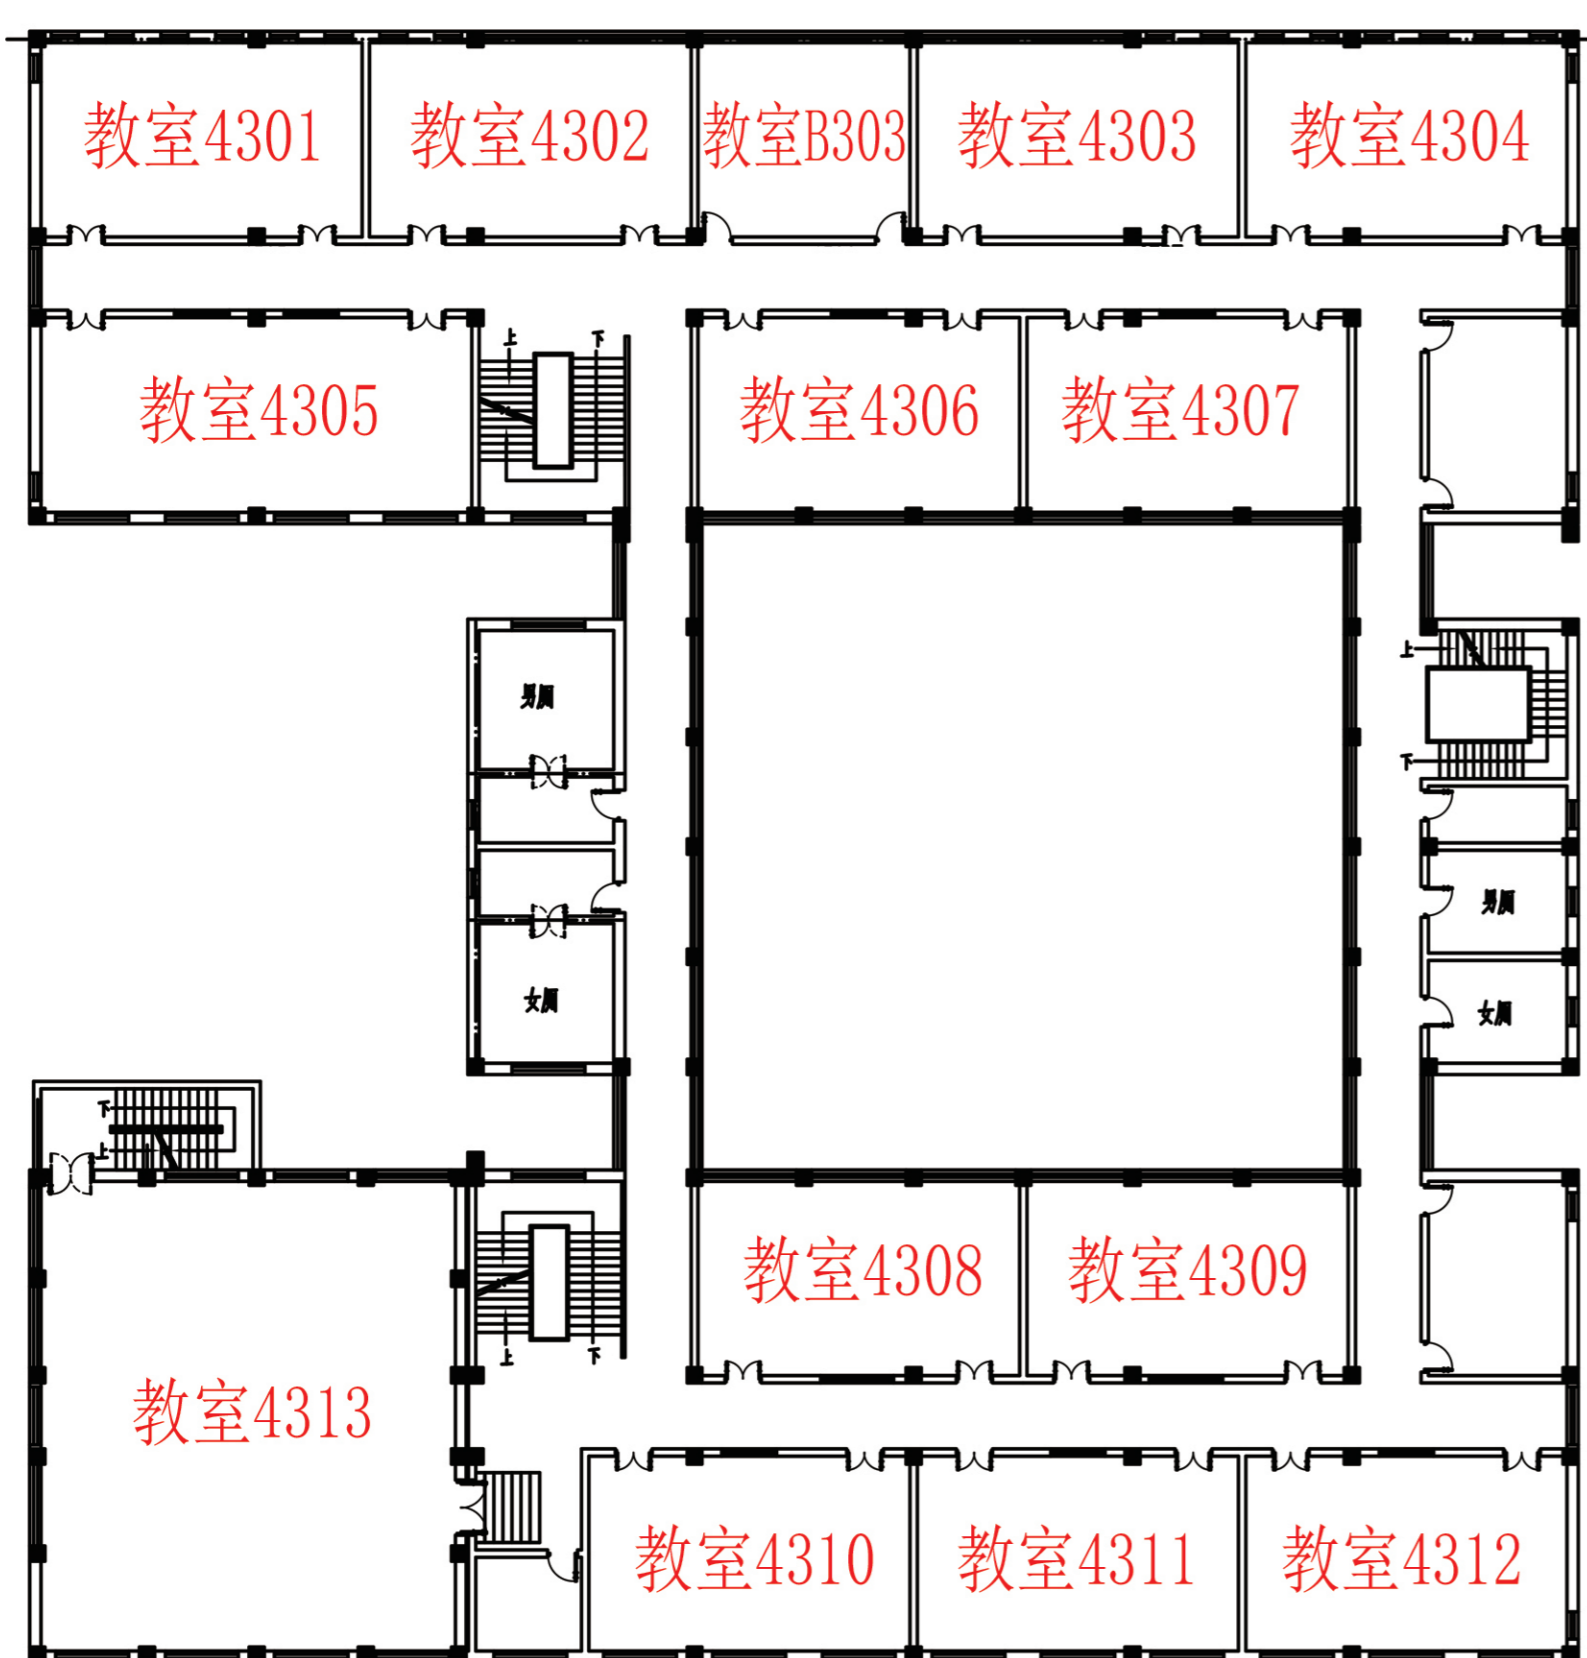 教室4301
教室4302
教室B303
教室4303
教室4304
教室4305
上
下
教室4306
教室4307
男厕
上
下
男厕
女厕
女厕
下
上
教室4308
教室4309
上
下
教室4313
教室4310
教室4311
教室4312